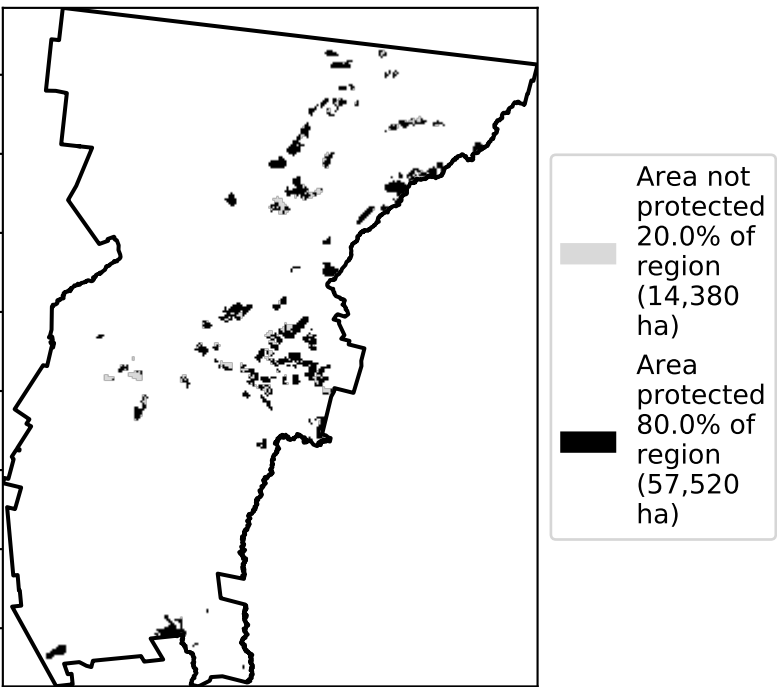 Area not
protected
20.0% of
region
(14,380
ha)
Area
protected
80.0% of
region
(57,520
ha)